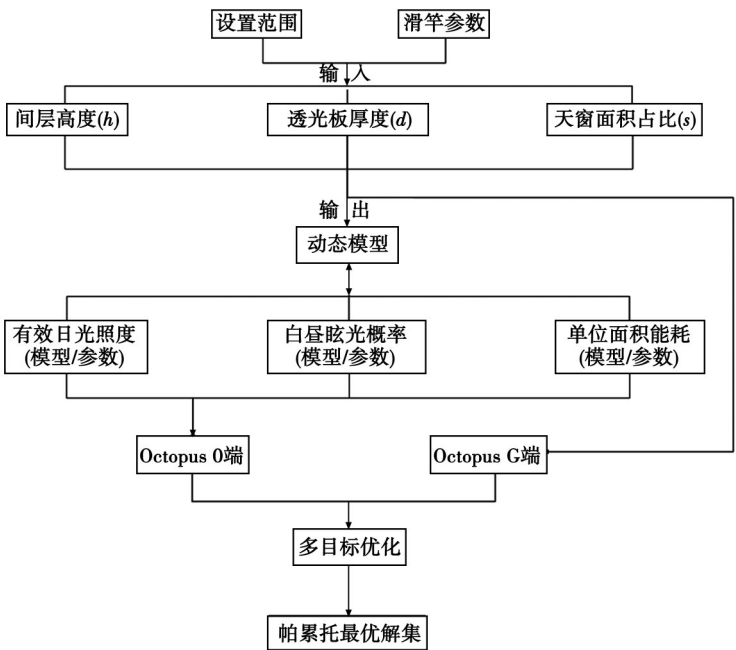 设置范围
滑竿参数
输入
间层高度(h)
透光板厚度(d)
天窗面积占比(s)
输出
动态模型
有效日光照度
(模型/参数)
白昼眩光概率
(模型/参数)
单位面积能耗
(模型/参数)
Octopus 0端
Octopus G端
多目标优化
帕累托最优解集